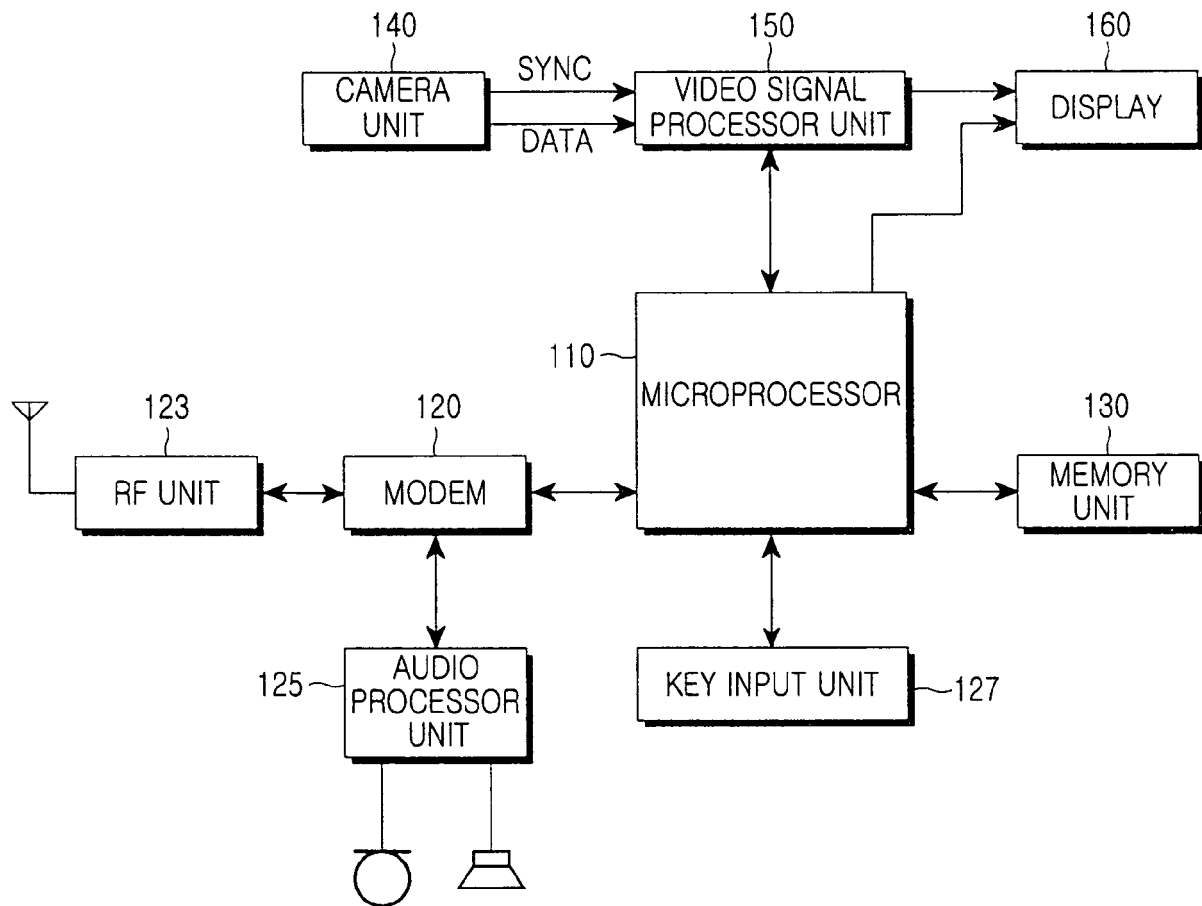 140
150
160
CAMERA
UNIT
SYNC
DATA
VIDEO SIGNAL
PROCESSOR UNIT
DISPLAY
110
MICROPROCESSOR
123
120
130
RF UNIT
MODEM
MEMORY
UNIT
125
AUDIO
PROCESSOR
UNIT
KEY INPUT UNIT
127